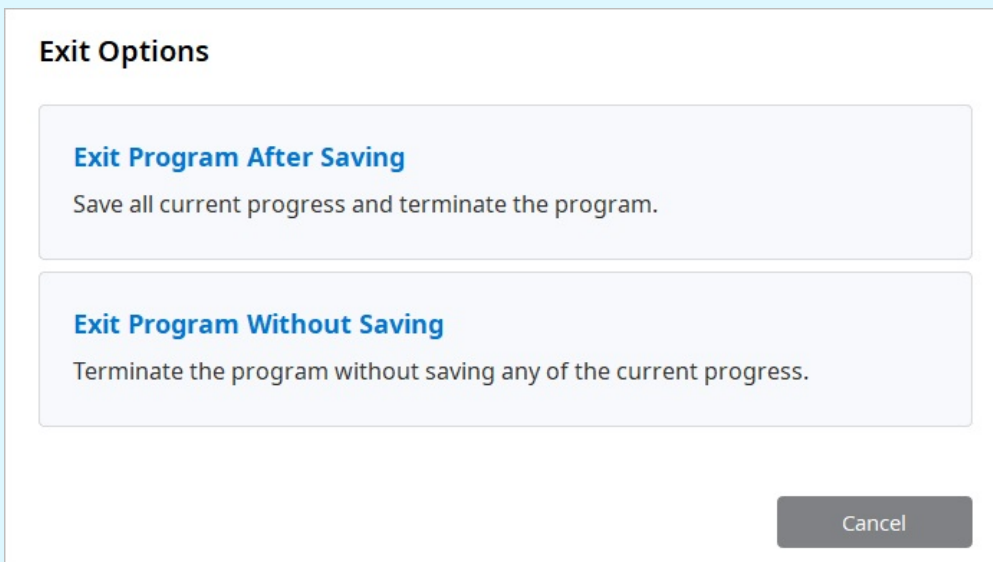 Exit Options
Exit Program After Saving
Save all current progress and terminate the program.
Exit Program Without Saving
Terminate the program without saving any of the current progress.
Cancel